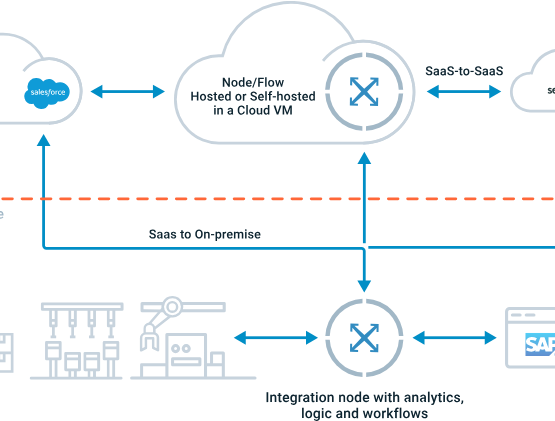 SaaS-to-SaaS
Node/Flow
Hosted or Self-hosted
in a Cloud VM
salesforce
se
e
Saas to On-premise
SAP
Integration node with analytics,
logic and workflows